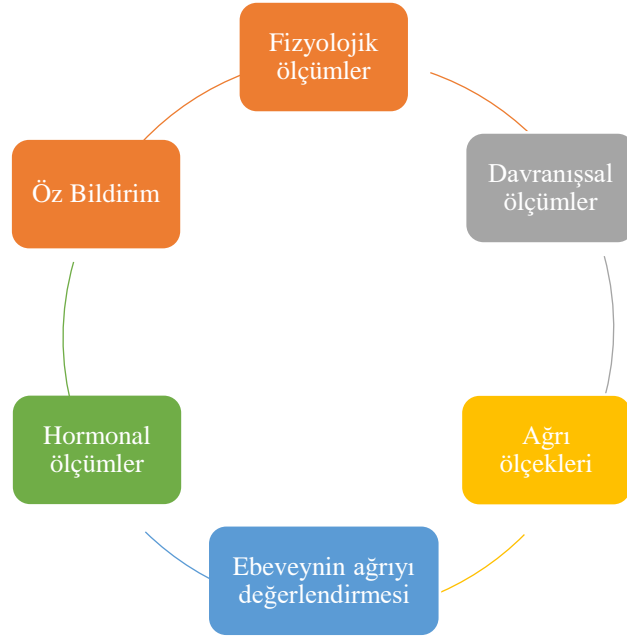 Fizyolojik
ölçümler
Davranışsal
ölçümler
Ağrı
ölçekleri
Ebeveynin ağrıyı
değerlendirmesi
Hormonal
ölçümler
Öz Bildirim